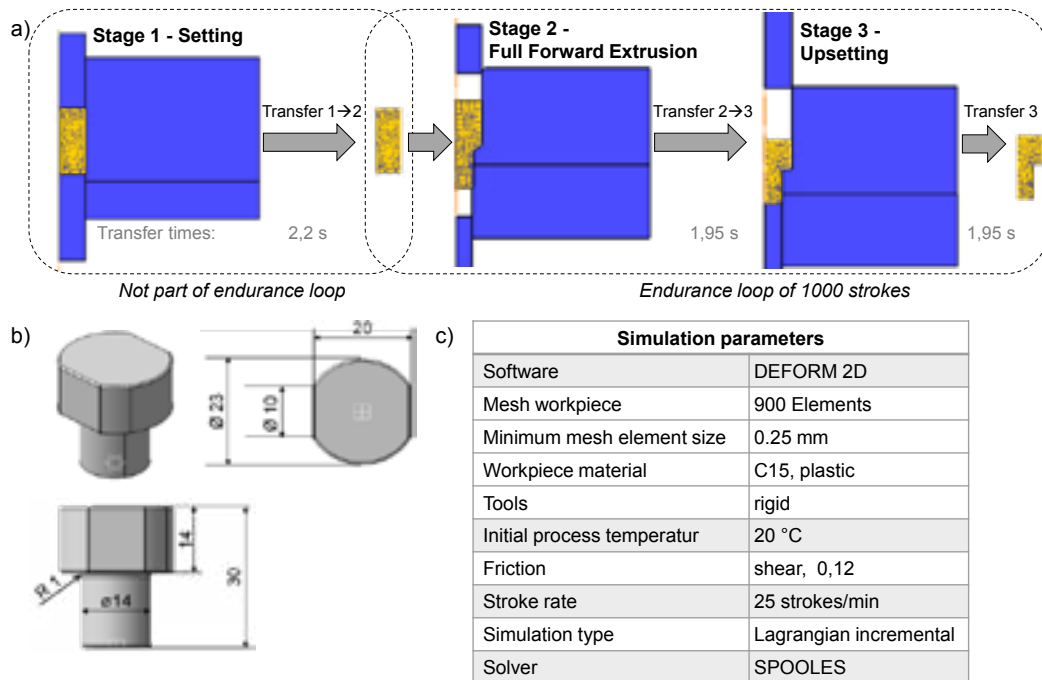 a)
Stage 1 - Setting
Stage 2 -
Full Forward Extrusion
Stage 3 -
Upsetting
Transfer 1→2
Transfer 2→3
Transfer 3
Transfer times:
2,2 s
1,95 s
1,95 s
Not part of endurance loop
Endurance loop of 1000 strokes
b)
20
Ø 23
Ø 10
14
30
R 1
ø14
c)
Simulation parameters
Software DEFORM 2D
Mesh workpiece 900 Elements
Minimum mesh element size 0.25 mm
Workpiece material C15, plastic
Tools rigid
Initial process temperatur 20 °C
Friction shear, 0,12
Stroke rate 25 strokes/min
Simulation type Lagrangian incremental
Solver SPOOLES